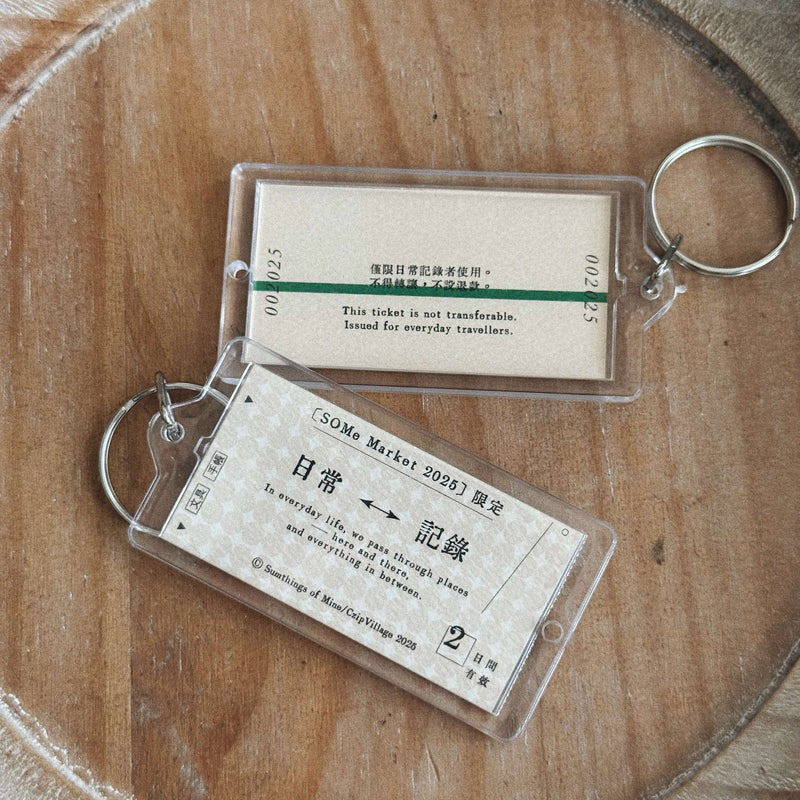 002025
僅限日常記錄者使用。
不得轉讓，不設退款。
This ticket is not transferable.
Issued for everyday travellers.
002025
[SOMe Market 2025] 限定
手帳
文具
日常 ↔ 記錄
In everyday life, we pass through places
— here and there,
and everything in between.
© Sumthings of Mine/CzipVillage 2025
2日間
有效